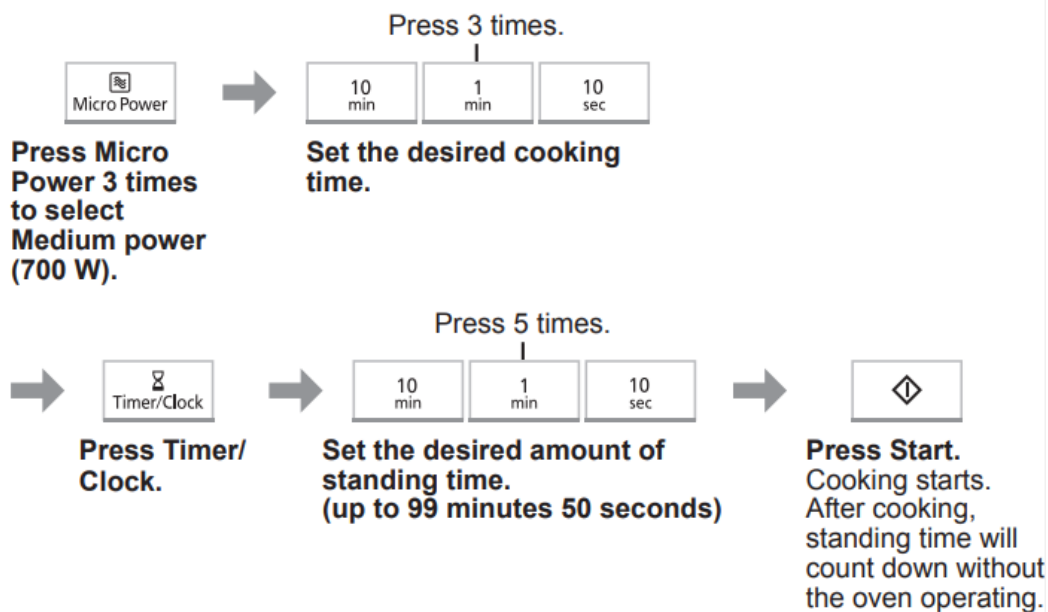 Press 3 times.
Micro Power
10
min
1
min
10
sec
Press Micro
Power 3 times
to select
Medium power
(700 W).
Set the desired cooking
time.
Press 5 times.
Timer/Clock
10
min
1
min
10
sec
Press Timer/
Clock.
Set the desired amount of
standing time.
(up to 99 minutes 50 seconds)
Press Start.
Cooking starts.
After cooking,
standing time will
count down without
the oven operating.